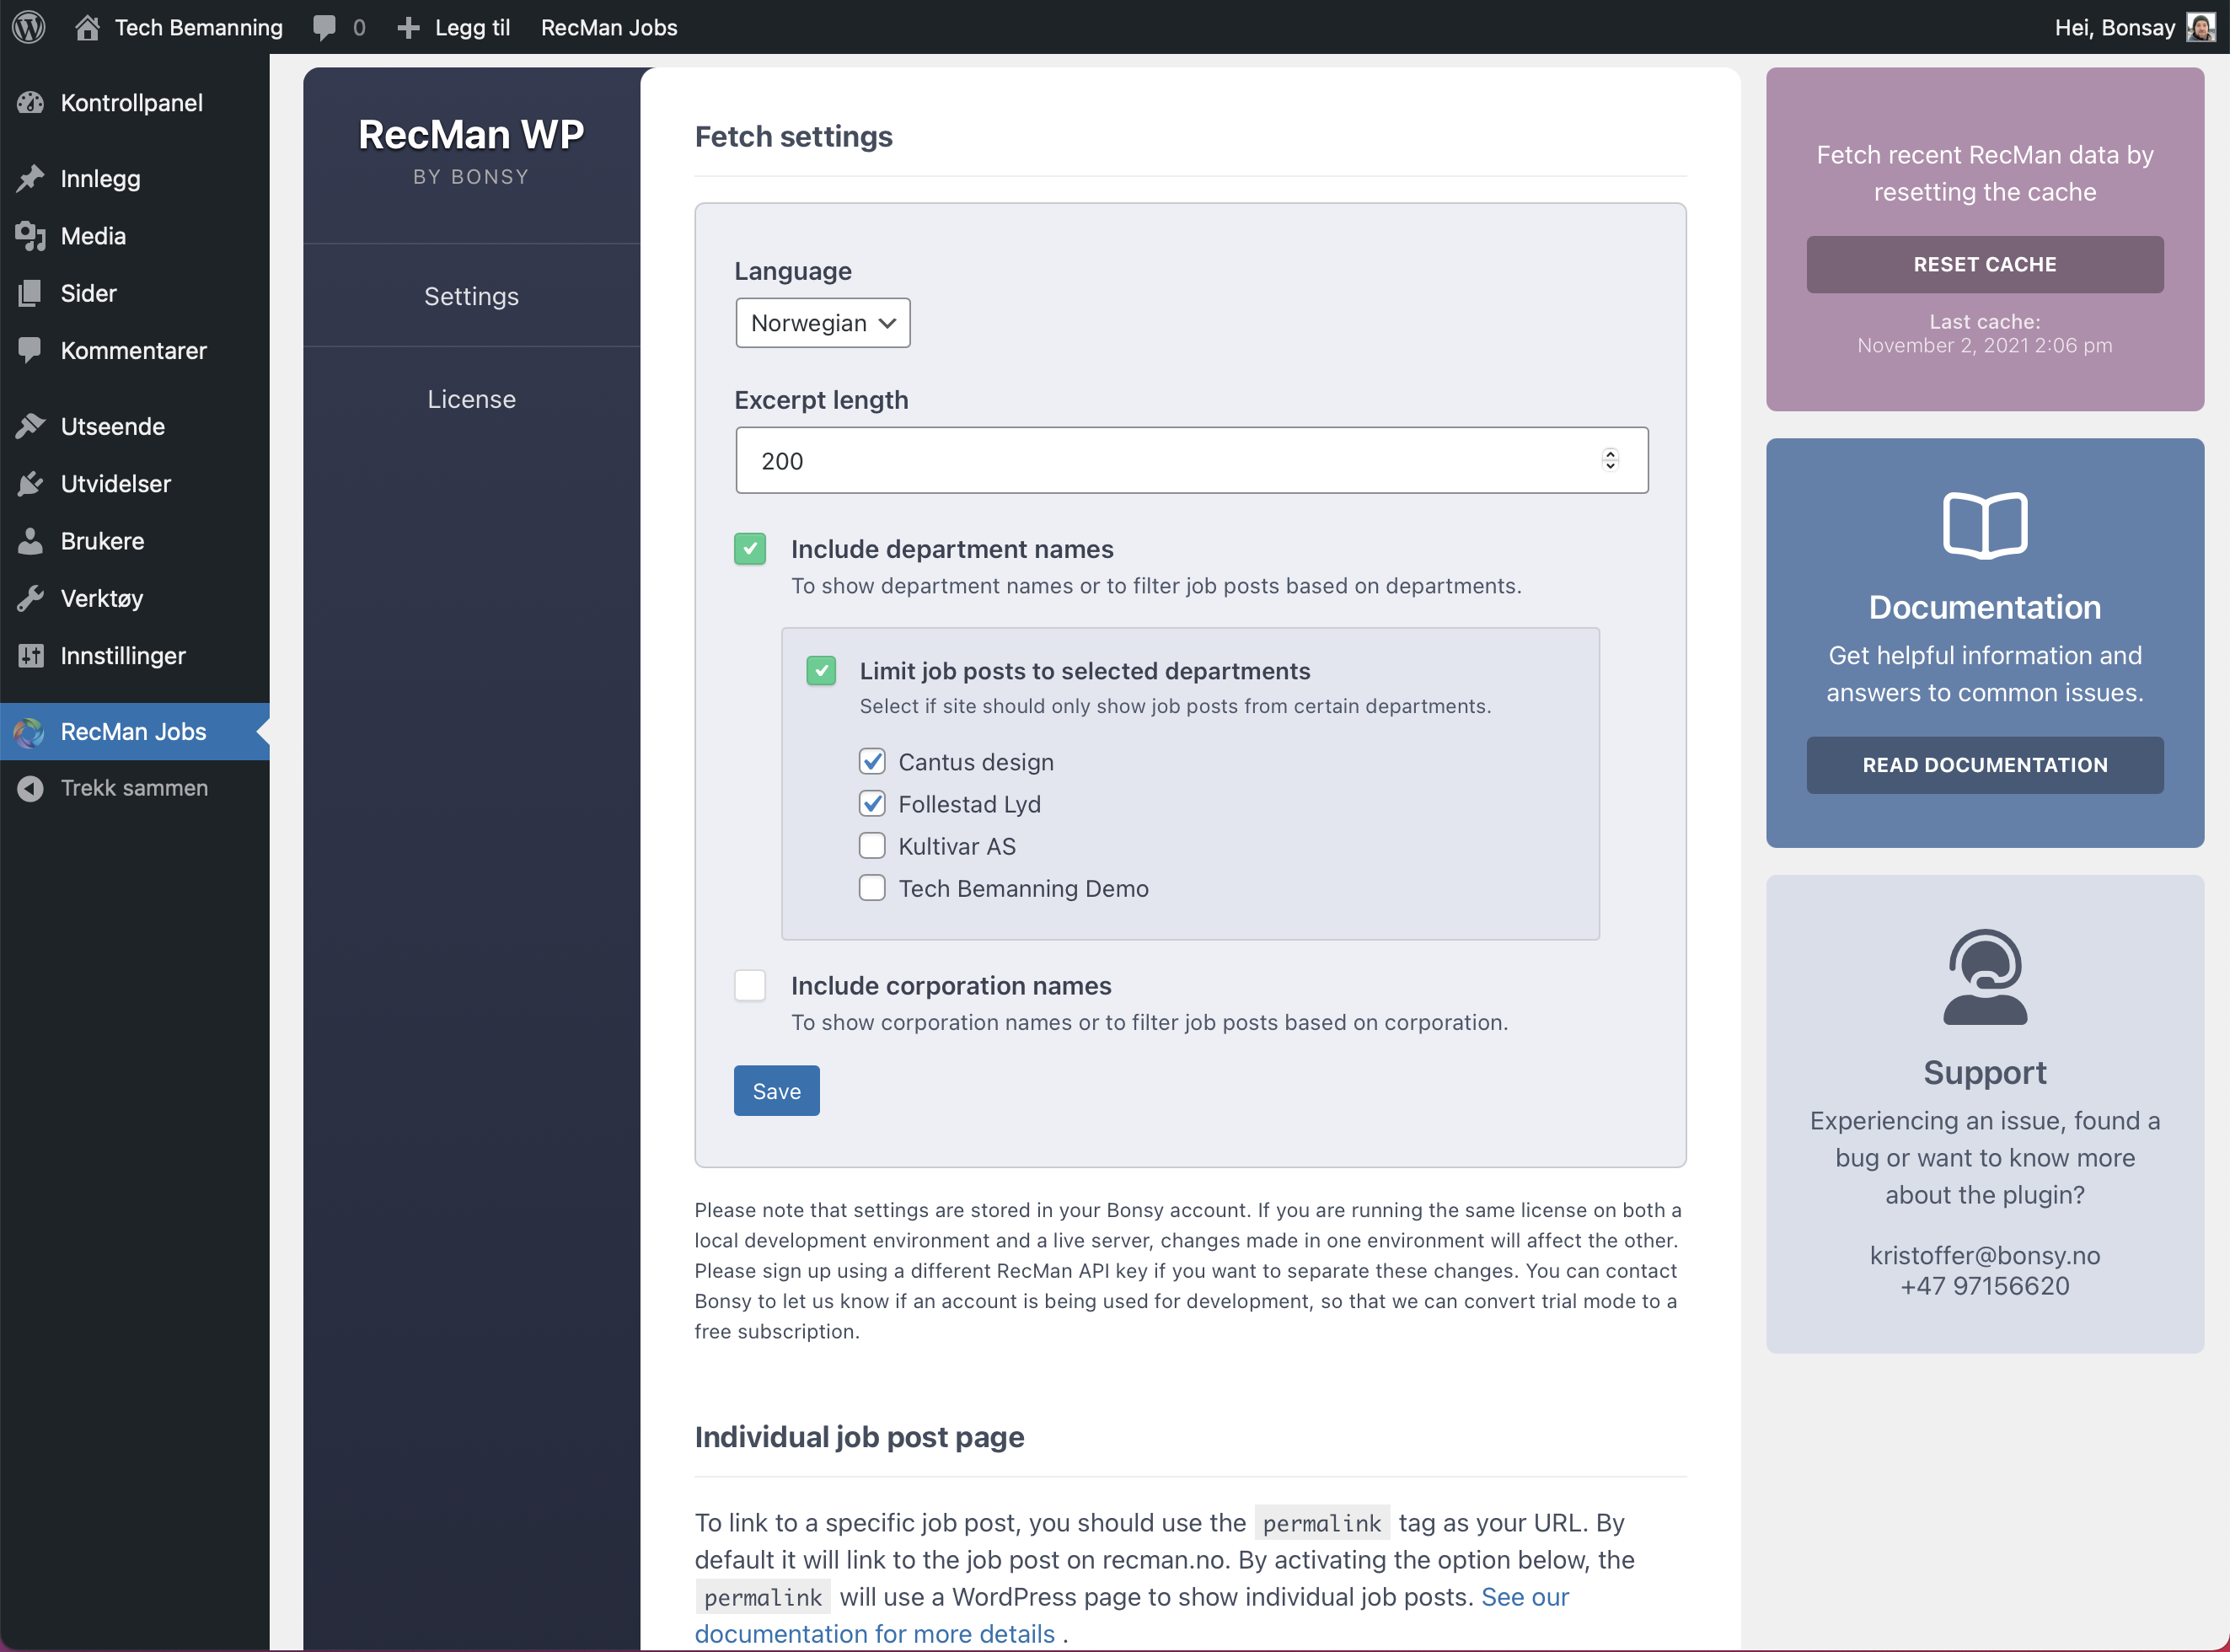 Tech Bemanning
0
Legg til
RecMan Jobs
Hei, Bonsay
Kontrollpanel
Innlegg
Media
Sider
Kommentarer
Utseende
Utvidelser
Brukere
Verktøy
Innstillinger
RecMan Jobs
Trekk sammen
RecMan WP
BY BONSY
Settings
License
Fetch settings
Language
Norwegian
Excerpt length
200
Include department names
To show department names or to filter job posts based on departments.
Limit job posts to selected departments
Select if site should only show job posts from certain departments.
Cantus design
Follestad Lyd
Kultivar AS
Tech Bemanning Demo
Include corporation names
To show corporation names or to filter job posts based on corporation.
Save
Please note that settings are stored in your Bonsy account. If you are running the same license on both a
local development environment and a live server, changes made in one environment will affect the other.
Please sign up using a different RecMan API key if you want to separate these changes. You can contact
Bonsy to let us know if an account is being used for development, so that we can convert trial mode to a
free subscription.
Individual job post page
To link to a specific job post, you should use the permalink tag as your URL. By
default it will link to the job post on recman.no. By activating the option below, the
permalink will use a WordPress page to show individual job posts. See our
documentation for more details .
Fetch recent RecMan data by
resetting the cache
RESET CACHE
Last cache:
November 2, 2021 2:06 pm
Documentation
Get helpful information and
answers to common issues.
READ DOCUMENTATION
Support
Experiencing an issue, found a
bug or want to know more
about the plugin?
kristoffer@bonsy.no
+47 97156620